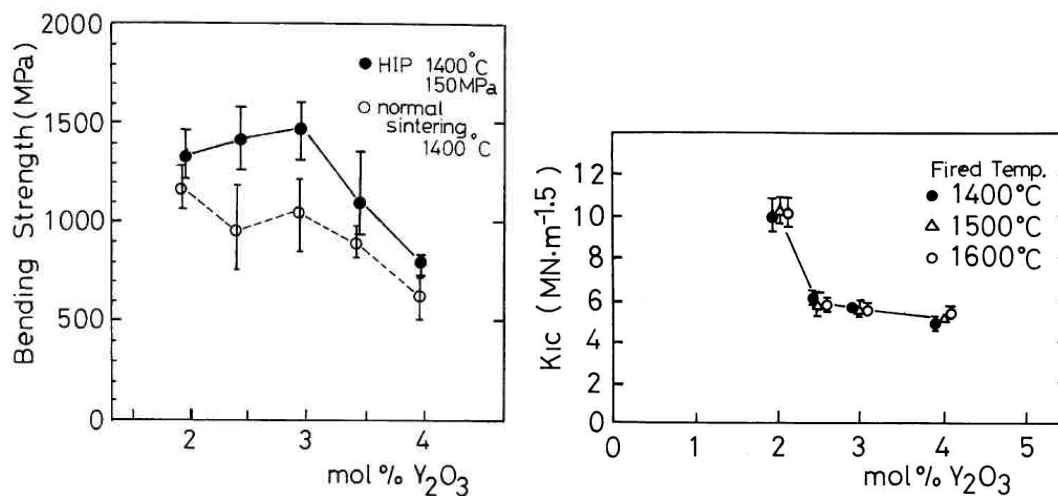 Bending Strength (MPa)
2000
1500
1000
500
0
● HIP 1400°C
150MPa
○ normal
sintering
1400°C
2 3 4
mol% Y₂O₃
KIC (MN·m⁻¹·⁵)
12
10
8
6
4
2
0
Fired Temp.
● 1400°C
△ 1500°C
○ 1600°C
0 1 2 3 4 5
mol% Y₂O₃